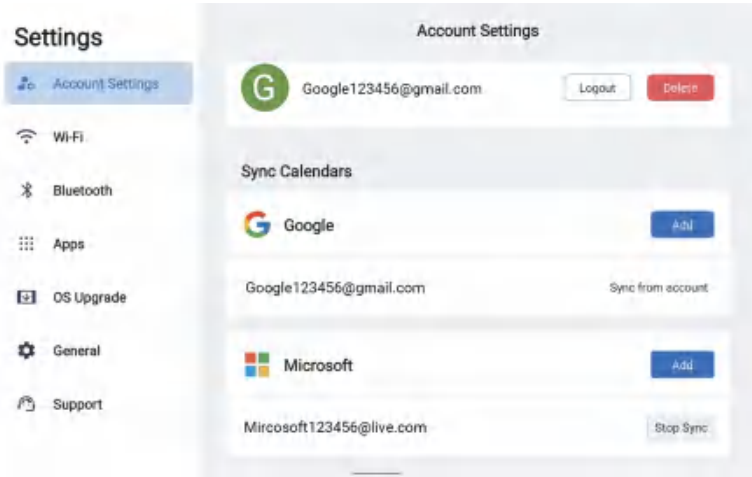 Settings
Account Settings
Wi-Fi
Bluetooth
Apps
OS Upgrade
General
Support
Account Settings
G Google123456@gmail.com Logout Delete
Sync Calendars
Google Add
Google123456@gmail.com Sync from account
Microsoft Add
Mircosoft123456@live.com Stop Sync